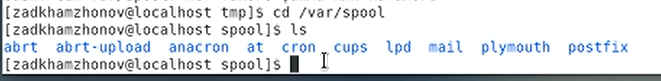 [zadkhamzhonov@localhost tmp]$ cd /var/spool
[zadkhamzhonov@localhost spool]$ ls
abrt abrt-upload anacron at cron cups lpd mail plymouth postfix
[zadkhamzhonov@localhost spool]$